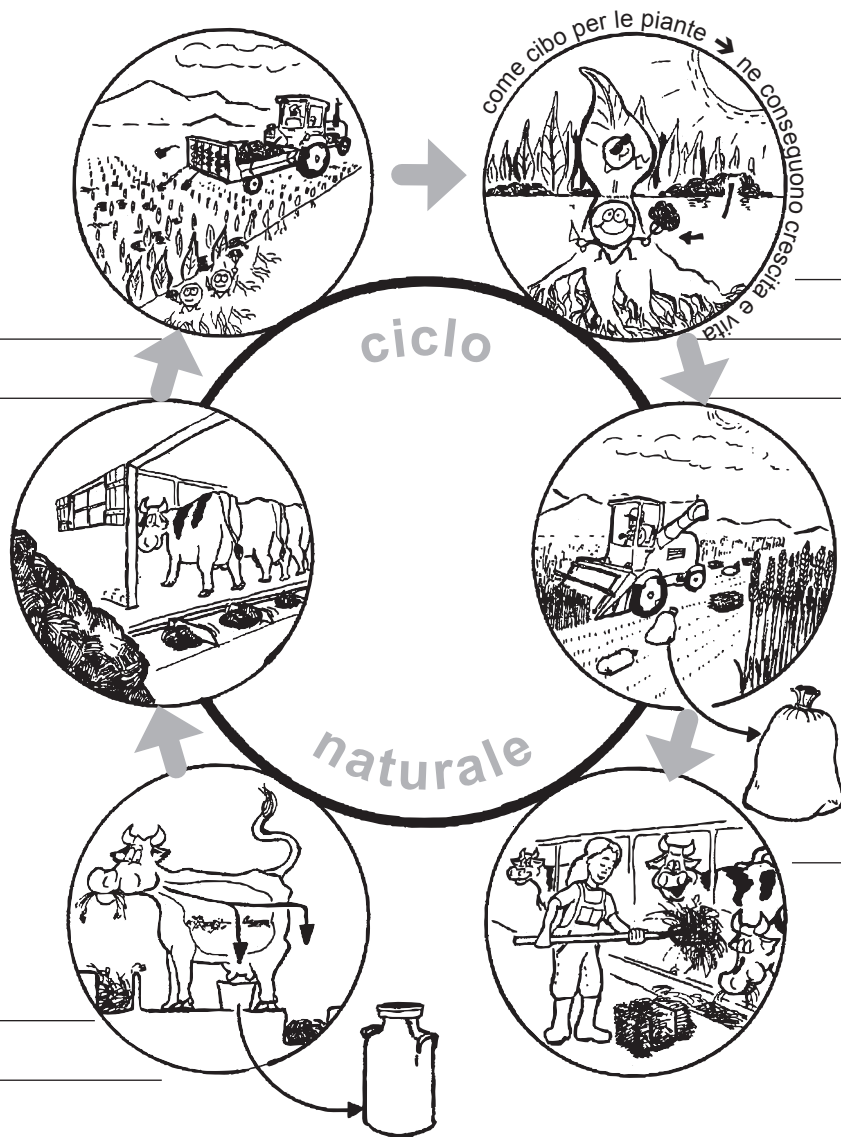 come cibo per le piante ➔ ne conseguono crescita e vita
ciclo
naturale